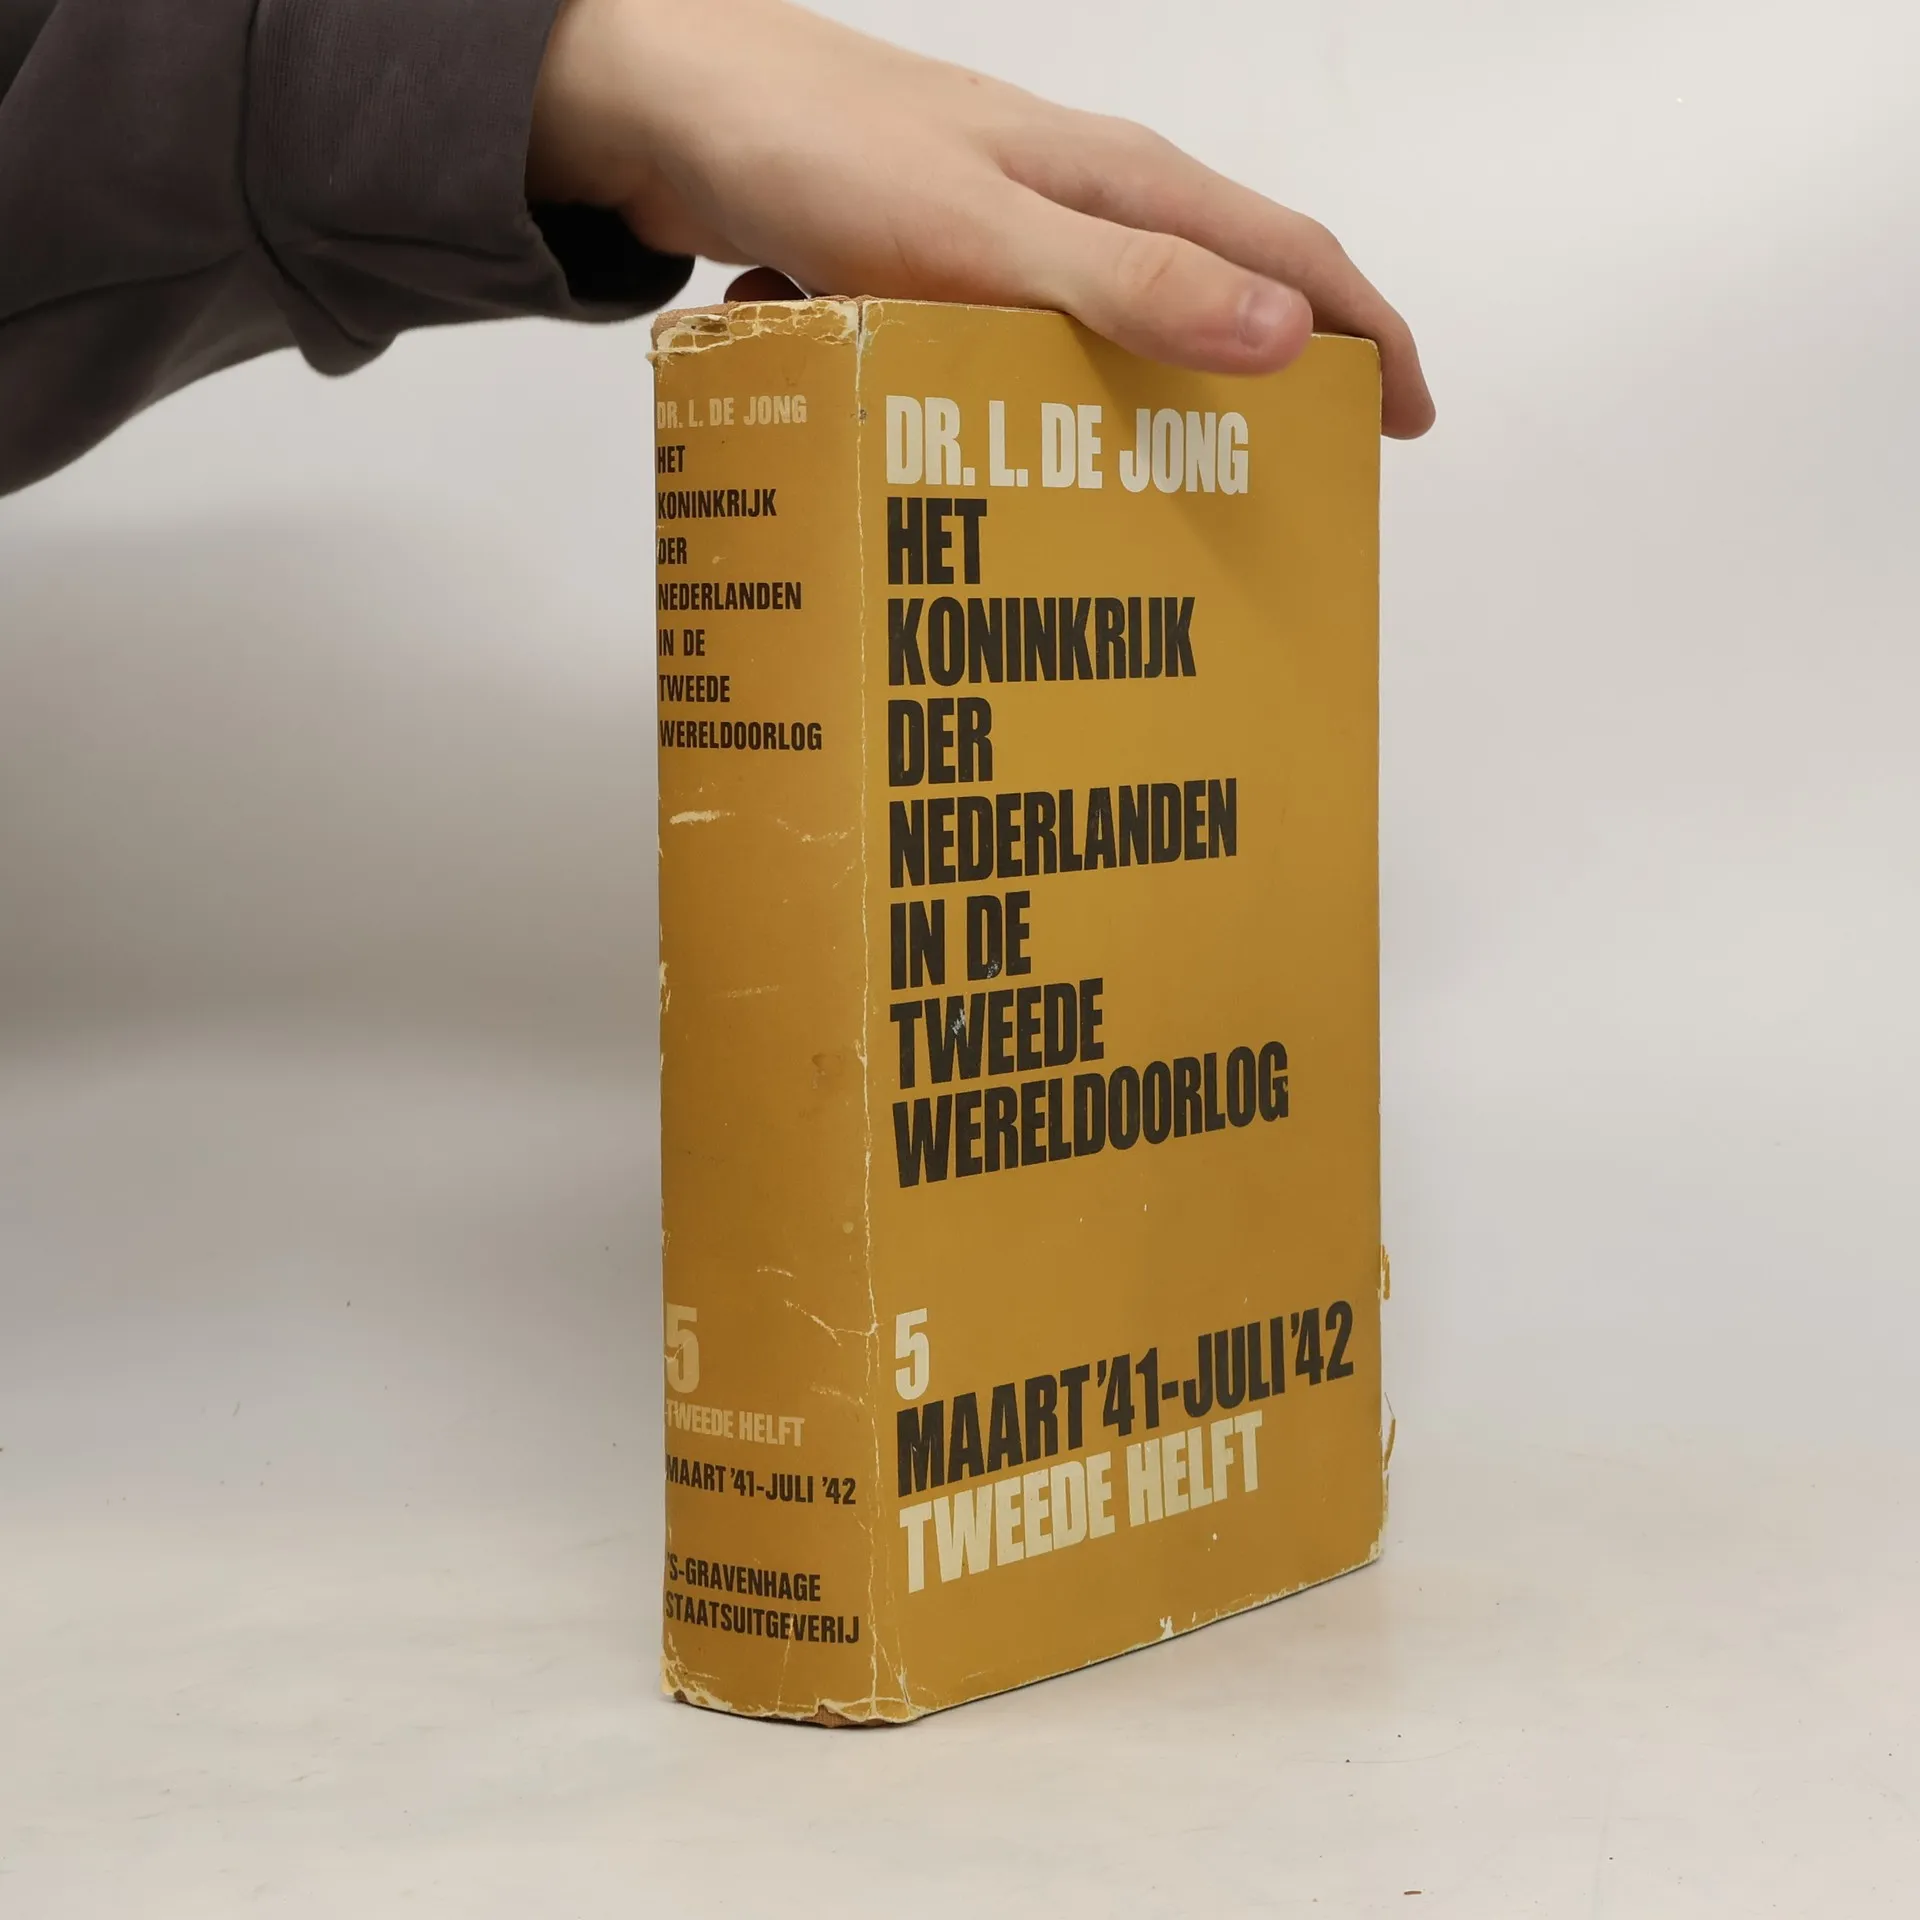 DR. L. DE JONG
HET
KONINKRIJK
DER
NEDERLANDEN
IN DE
TWEEDE
WERELDOORLOG
5
TWEEDE HELFT
MAART '41-JULI '42
'S-GRAVENHAGE
STAATSUITGEVERIJ
DR. L. DE JONG
HET
KONINKRIJK
DER
NEDERLANDEN
IN DE
TWEEDE
WERELDOORLOG
5
MAART '41-JULI '42
TWEEDE HELFT